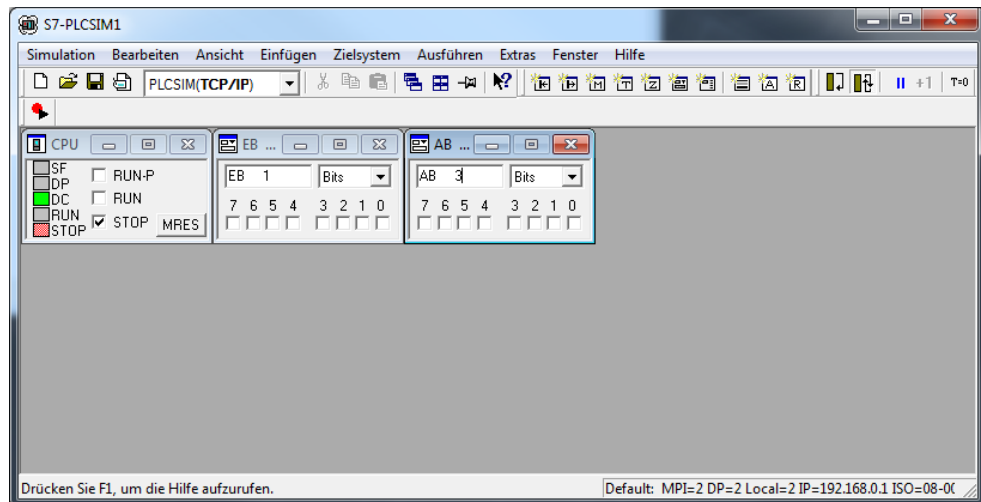 S7-PLCSIM1
Simulation Bearbeiten Ansicht Einfügen Zielsystem Ausführen Extras Fenster Hilfe
PLCSIM(TCP/IP) +1 T=0
CPU EB ... AB ...
SF
DP
DC
RUN
STOP
RUN-P
RUN
STOP MRES
EB 1 Bits
7 6 5 4 3 2 1 0
AB 3 Bits
7 6 5 4 3 2 1 0
Drücken Sie F1, um die Hilfe aufzurufen. Default: MPI=2 DP=2 Local=2 IP=192.168.0.1 ISO=08-0